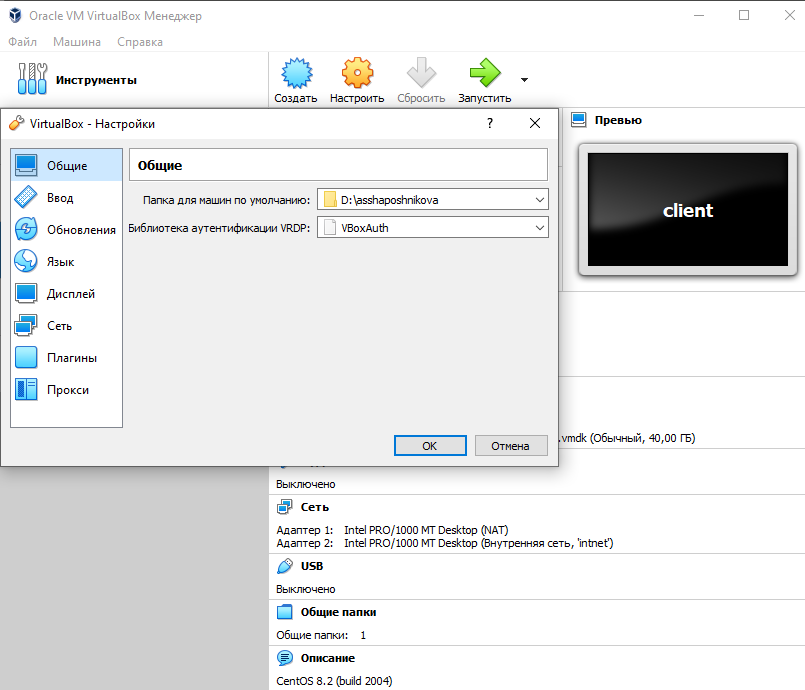 Oracle VM VirtualBox Менеджер
Файл Машина Справка
Инструменты
Создать Настроить Сбросить Запустить
VirtualBox - Настройки
?
Общие
Ввод
Обновления
Язык
Дисплей
Сеть
Плагины
Прокси
Общие
Папка для машин по умолчанию: D:\asshaposhnikova
Библиотека аутентификации VRDP: VBoxAuth
OK Отмена
Превью
client
.vmdk (Обычный, 40,00 ГБ)
Выключено
Сеть
Адаптер 1: Intel PRO/1000 MT Desktop (NAT)
Адаптер 2: Intel PRO/1000 MT Desktop (Внутренняя сеть, 'intnet')
USB
Выключено
Общие папки
Общие папки: 1
Описание
CentOS 8.2 (build 2004)